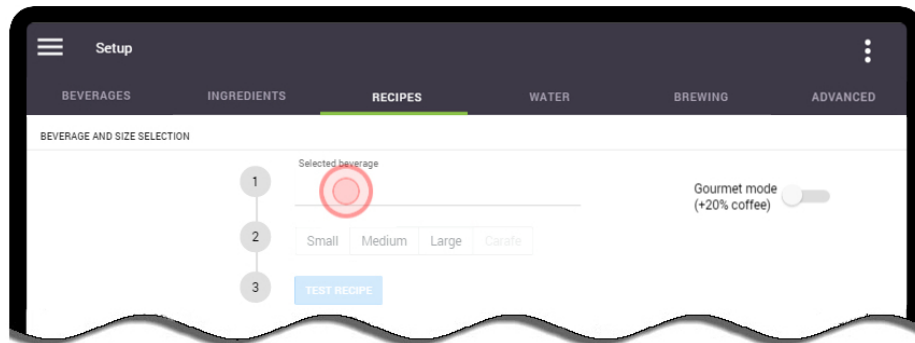 Setup
BEVERAGES INGREDIENTS RECIPES WATER BREWING ADVANCED
BEVERAGE AND SIZE SELECTION
1 Selected beverage
Gourmet mode
(+20% coffee)
2 Small Medium Large Carafe
3 TEST RECIPE